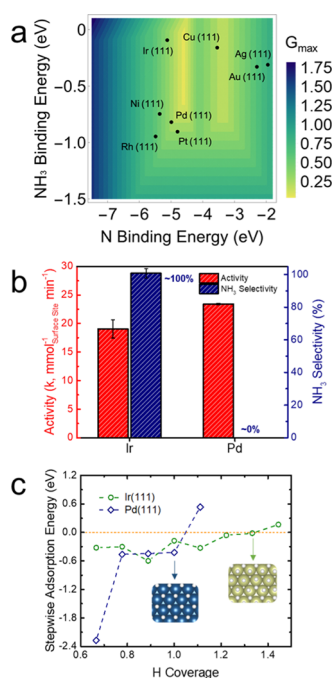 a
Cu (111)
Ir (111)
Ag (111)
Au (111)
Ni (111)
Pd (111)
Rh (111)
Pt (111)
0
-0.5
-1.0
-1.5
NH₃ Binding Energy (eV)
-7 -6 -5 -4 -3 -2
N Binding Energy (eV)
Gmax
1.75
1.50
1.25
1.00
0.75
0.50
0.25
b
30
25
20
15
10
5
0
Activity (k, mmol⁻¹Surface Site min⁻¹)
~100%
Activity
NH₃ Selectivity
~0%
100
80
60
40
20
0
NH₃ Selectivity (%)
Ir Pd
c
1.2
0.6
0.0
-0.6
-1.2
-1.8
-2.4
Stepwise Adsorption Energy (eV)
Ir(111)
Pd(111)
0.6 0.8 1.0 1.2 1.4
H Coverage